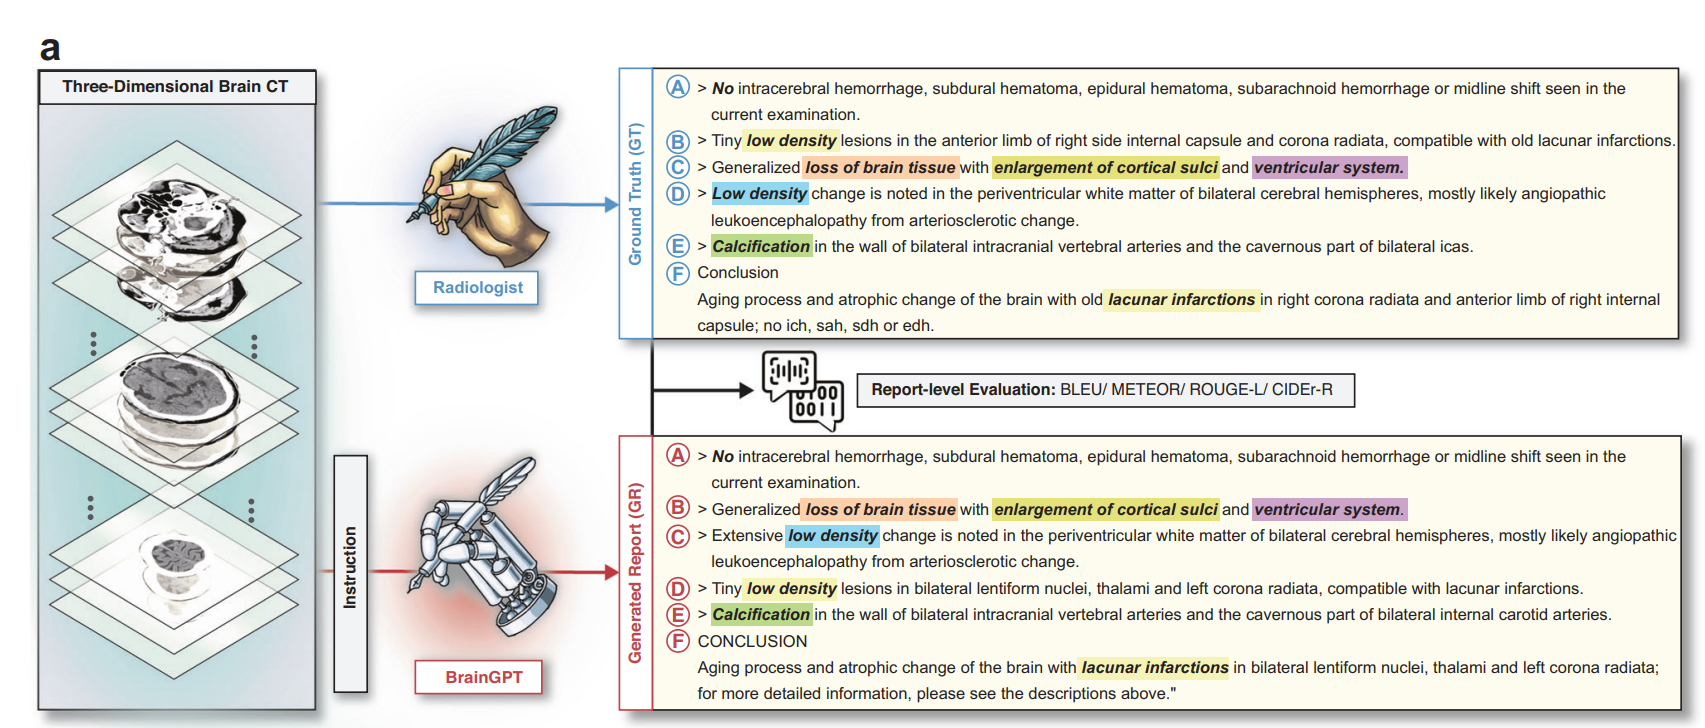 a
Three-Dimensional Brain CT
Radiologist
Ground Truth (GT)
A > No intracerebral hemorrhage, subdural hematoma, epidural hematoma, subarachnoid hemorrhage or midline shift seen in the
current examination.
B > Tiny low density lesions in the anterior limb of right side internal capsule and corona radiata, compatible with old lacunar infarctions.
C > Generalized loss of brain tissue with enlargement of cortical sulci and ventricular system.
D > Low density change is noted in the periventricular white matter of bilateral cerebral hemispheres, mostly likely angiopathic
leukoencephalopathy from arteriosclerotic change.
E > Calcification in the wall of bilateral intracranial vertebral arteries and the cavernous part of bilateral icas.
F Conclusion
Aging process and atrophic change of the brain with old lacunar infarctions in right corona radiata and anterior limb of right internal
capsule; no ich, sah, sdh or edh.
0100
0011
Report-level Evaluation: BLEU/ METEOR/ ROUGE-L/ CIDEr-R
Instruction
BrainGPT
Generated Report (GR)
A > No intracerebral hemorrhage, subdural hematoma, epidural hematoma, subarachnoid hemorrhage or midline shift seen in the
current examination.
B > Generalized loss of brain tissue with enlargement of cortical sulci and ventricular system.
C > Extensive low density change is noted in the periventricular white matter of bilateral cerebral hemispheres, mostly likely angiopathic
leukoencephalopathy from arteriosclerotic change.
D > Tiny low density lesions in bilateral lentiform nuclei, thalami and left corona radiata, compatible with lacunar infarctions.
E > Calcification in the wall of bilateral intracranial vertebral arteries and the cavernous part of bilateral internal carotid arteries.
F CONCLUSION
Aging process and atrophic change of the brain with lacunar infarctions in bilateral lentiform nuclei, thalami and left corona radiata;
for more detailed information, please see the descriptions above."